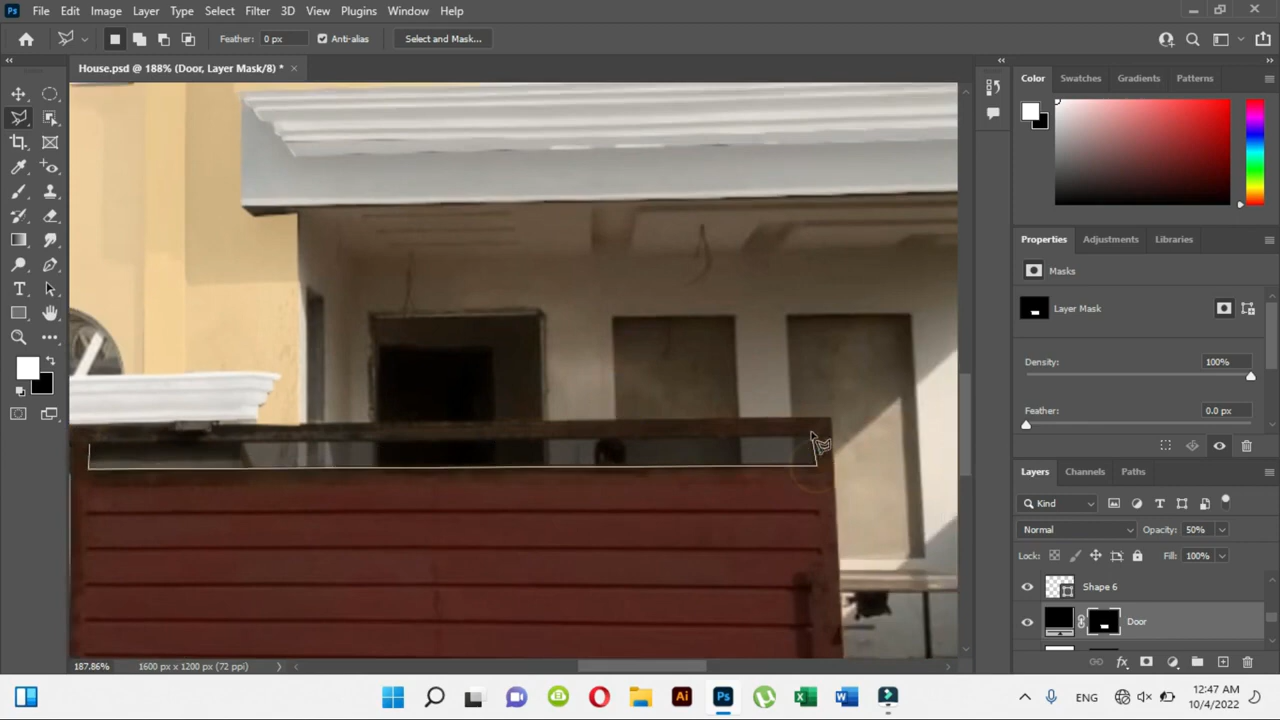 Ps File Edit Image Layer Type Select Filter 3D View Plugins Window Help
Feather: 0 px Anti-alias Select and Mask...
House.psd @ 188% (Door, Layer Mask/8) *
Color Swatches Gradients Patterns
Properties Adjustments Libraries
Masks
Layer Mask
Density: 100%
Feather: 0.0 px
Layers Channels Paths
Kind
Normal Opacity: 50%
Lock: Fill: 100%
Shape 6
Door
187.86% 1600 px x 1200 px (72 ppi)
Ai Ps ENG 12:47 AM
10/4/2022